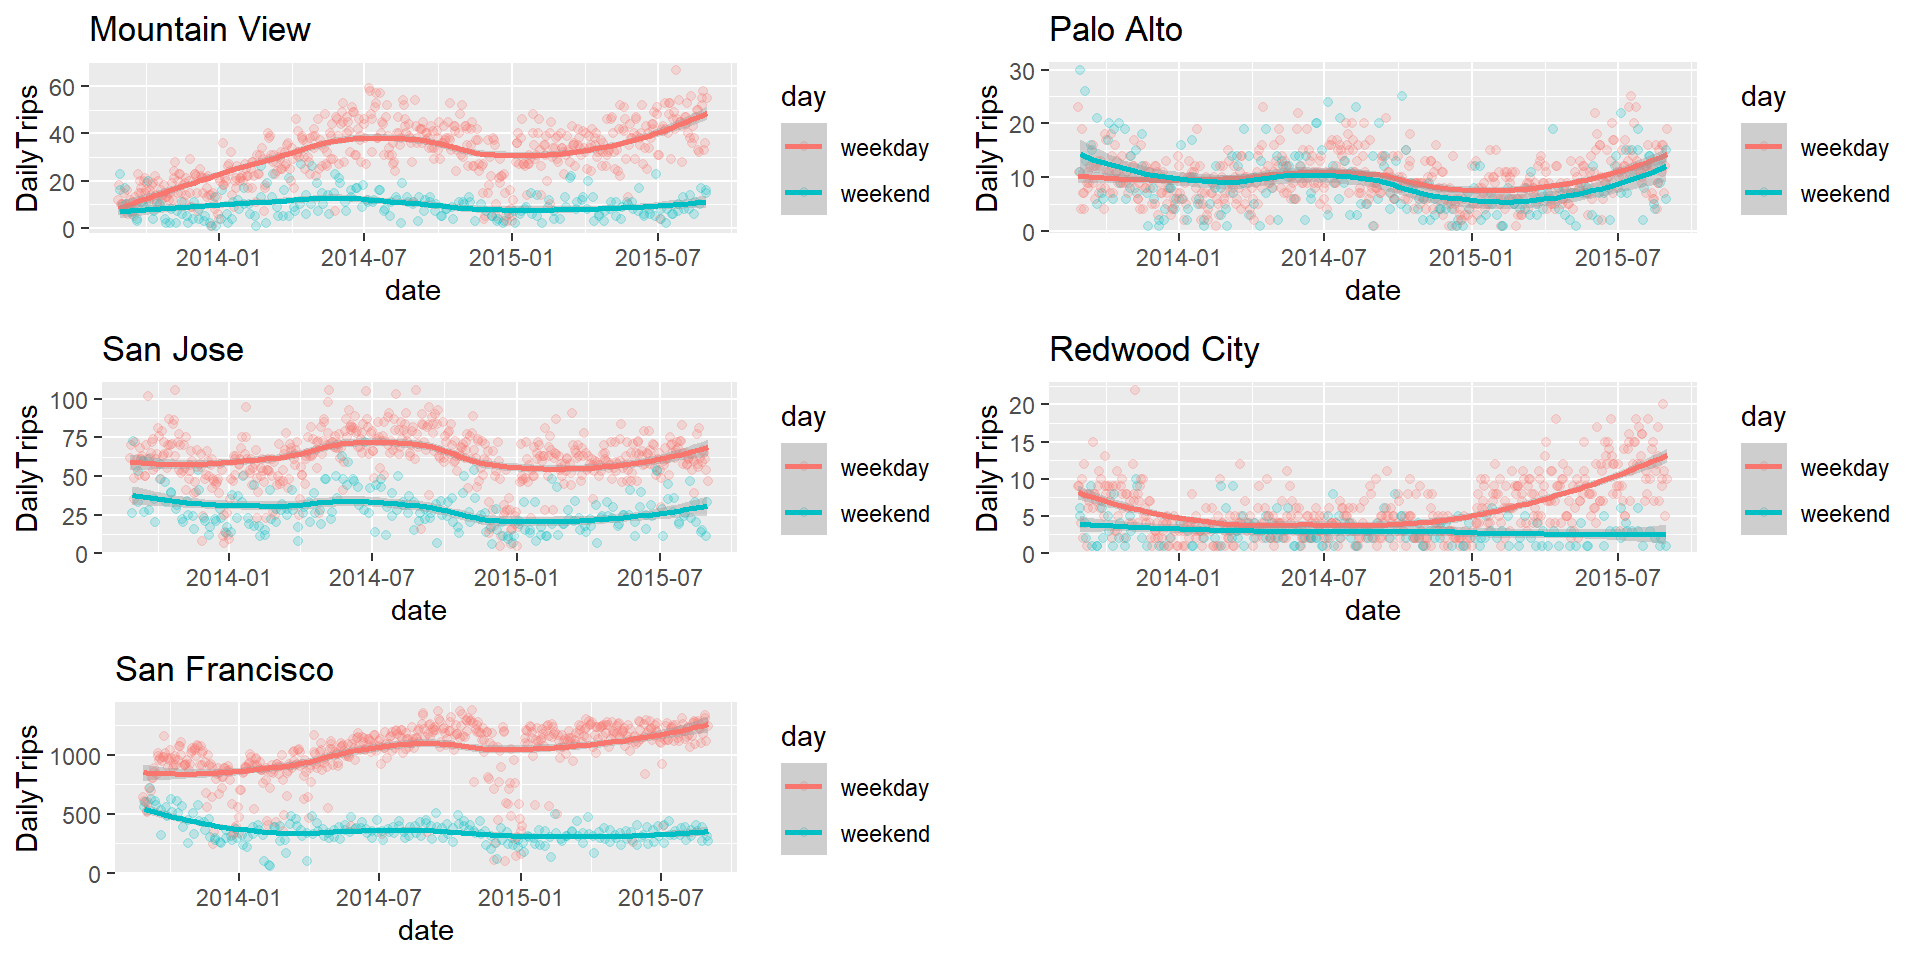 Mountain View
DailyTrips
60
40
20
0
2014-01 2014-07 2015-01 2015-07
date
day
weekday
weekend
Palo Alto
DailyTrips
30
20
10
0
2014-01 2014-07 2015-01 2015-07
date
day
weekday
weekend
San Jose
DailyTrips
100
75
50
25
0
2014-01 2014-07 2015-01 2015-07
date
day
weekday
weekend
Redwood City
DailyTrips
20
15
10
5
0
2014-01 2014-07 2015-01 2015-07
date
day
weekday
weekend
San Francisco
DailyTrips
1000
500
0
2014-01 2014-07 2015-01 2015-07
date
day
weekday
weekend